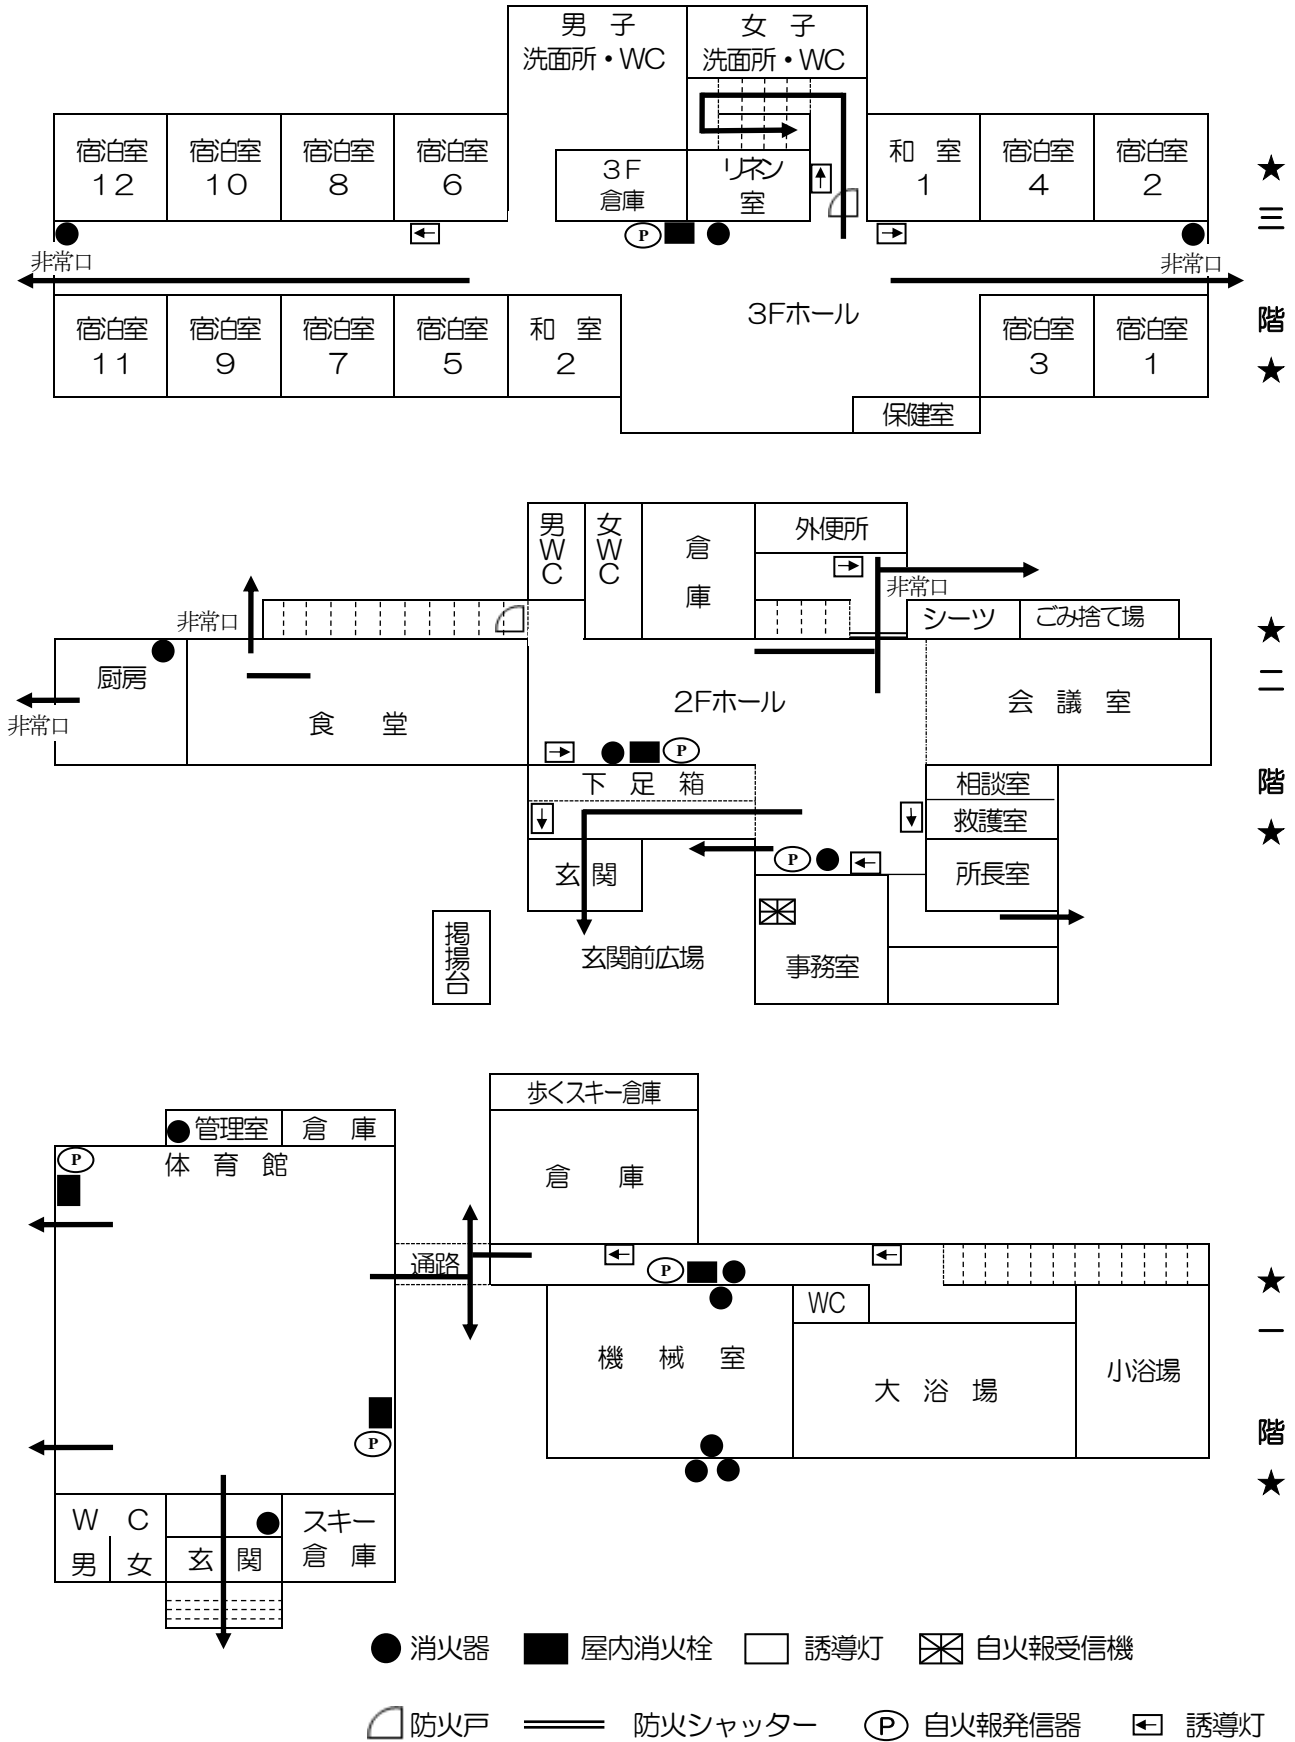 男 子
洗面所・WC
女 子
洗面所・WC
宿泊室
12
宿泊室
10
宿泊室
8
宿泊室
6
3F
倉庫
リネン
室
和 室
1
宿泊室
4
宿泊室
2
P
非常口
非常口
3Fホール
宿泊室
11
宿泊室
9
宿泊室
7
宿泊室
5
和 室
2
宿泊室
3
宿泊室
1
保健室
★三 階★
男WC
女WC
倉庫
外便所
非常口
非常口
シーツ
ごみ捨て場
厨房
非常口
食 堂
2Fホール
会 議 室
P
下 足 箱
相談室
救護室
P
玄 関
所長室
掲揚台
玄関前広場
事務室
★二 階★
歩くスキー倉庫
管理室
倉 庫
P
体 育 館
倉 庫
通路
P
WC
機 械 室
大 浴 場
小浴場
P
W C
男
女
玄 関
スキー
倉 庫
★一 階★
消火器
屋内消火栓
誘導灯
自火報受信機
防火戸
防火シャッター
P
自火報発信器
誘導灯